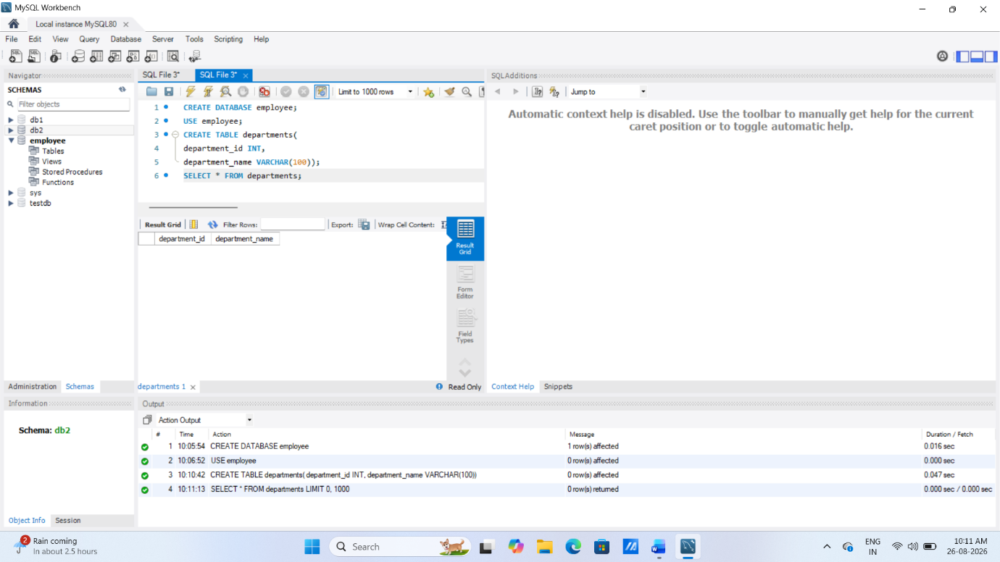 MySQL Workbench
Local instance MySQL80
File Edit View Query Database Server Tools Scripting Help
Navigator
SCHEMAS
Filter objects
db1
db2
employee
Tables
Views
Stored Procedures
Functions
sys
testdb
Administration Schemas
Information
Schema: db2
Object Info Session
SQL File 3* SQL File 3*
Limit to 1000 rows
1 CREATE DATABASE employee;
2 USE employee;
3 CREATE TABLE departments(
4 department_id INT,
5 department_name VARCHAR(100));
6 SELECT * FROM departments;
Result Grid Filter Rows: Export: Wrap Cell Content:
department_id department_name
Result Grid
Form Editor
Field Types
departments 1 Read Only
SQLAdditions
Jump to
Automatic context help is disabled. Use the toolbar to manually get help for the current
caret position or to toggle automatic help.
Context Help Snippets
Output
Action Output
# Time Action Message Duration / Fetch
1 10:05:54 CREATE DATABASE employee 1 row(s) affected 0.016 sec
2 10:06:52 USE employee 0 row(s) affected 0.000 sec
3 10:10:42 CREATE TABLE departments( department_id INT, department_name VARCHAR(100)) 0 row(s) affected 0.047 sec
4 10:11:13 SELECT * FROM departments LIMIT 0, 1000 0 row(s) returned 0.000 sec / 0.000 sec
2
Rain coming
In about 2.5 hours
Search
ENG
IN
10:11 AM
26-08-2026